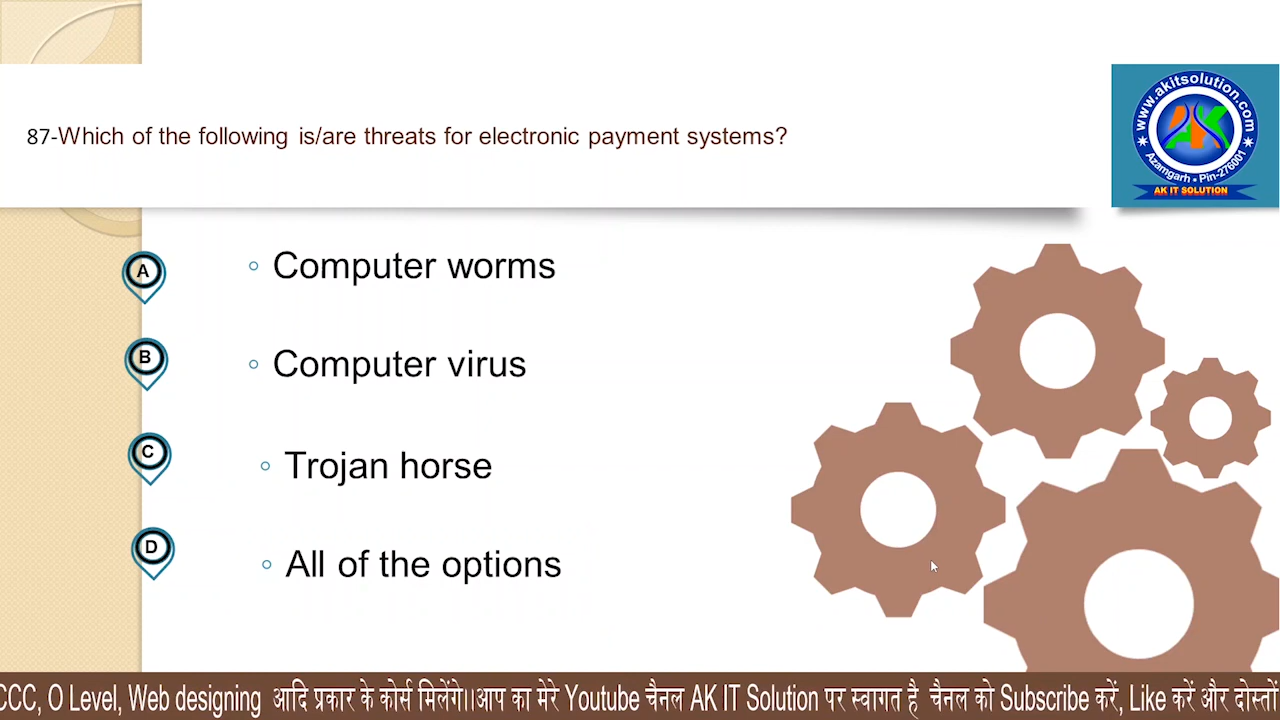 87-Which of the following is/are threats for electronic payment systems?
www.akitsolution.com
AK
Azamgarh • Pin-276001
AK IT SOLUTION
A
Computer worms
B
Computer virus
C
Trojan horse
D
All of the options
CCC, O Level, Web designing आदि प्रकार के कोर्स मिलेंगे।।आप का मेरे Youtube चैनल AK IT Solution पर स्वागत है चैनल को Subscribe करें, Like करें और दोस्तों